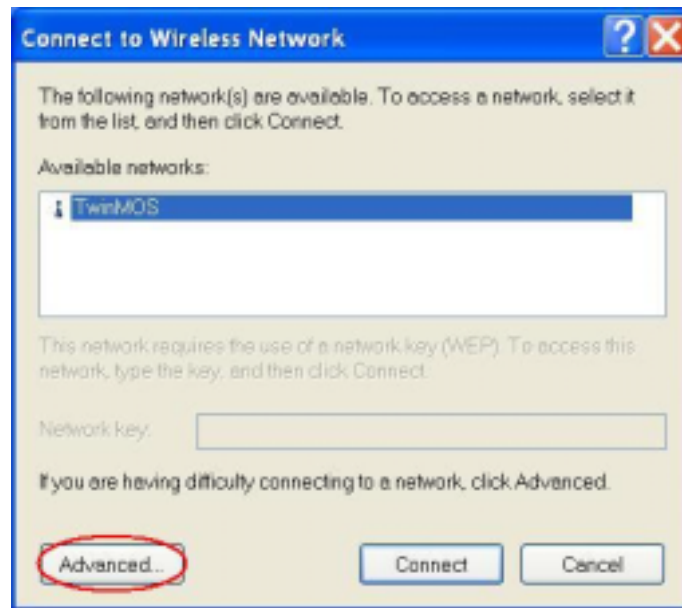 Connect to Wireless Network
The following network(s) are available. To access a network, select it
from the list, and then click Connect.
Available networks:
TwinMOS
This network requires the use of a network key (WEP). To access this
network, type the key, and then click Connect.
Network key:
If you are having difficulty connecting to a network, click Advanced.
Advanced... Connect Cancel